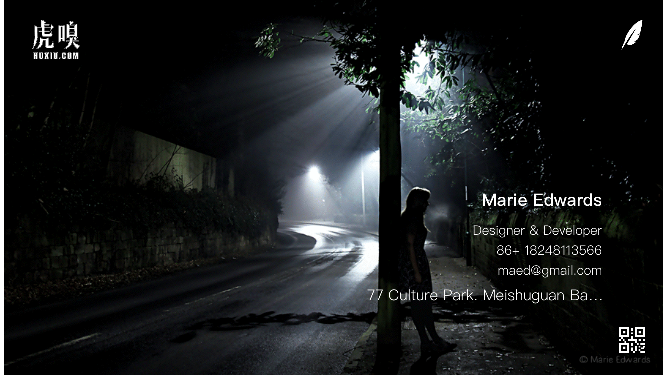 虎嗅
HUXIU.COM
Marie Edwards
Designer & Developer
86+ 18248113566
maed@gmail.com
77 Culture Park. Meishuguan Ba...
© Marie Edwards